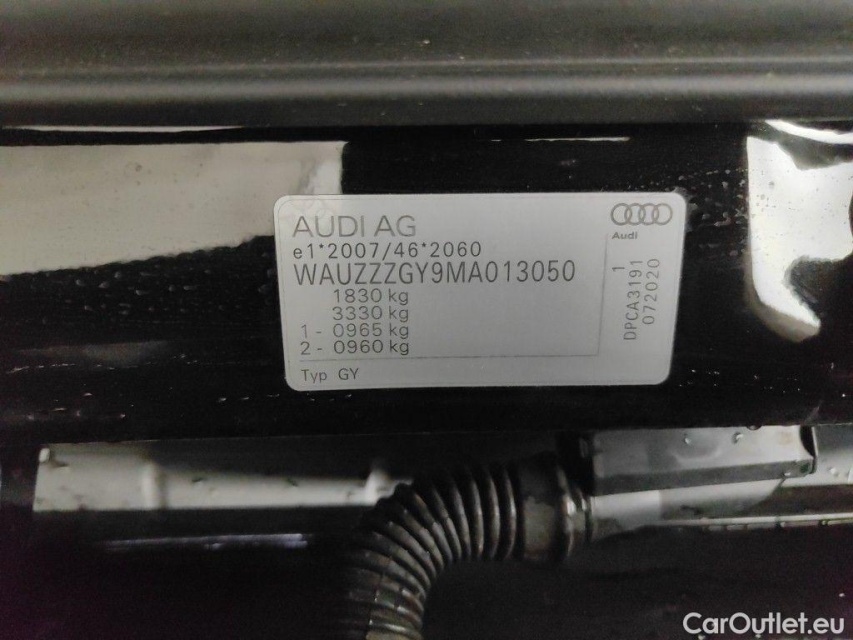 AUDI AG
e1*2007/46*2060
WAUZZZGY9MA013050
1830 kg
3330 kg
1 - 0965 kg
2 - 0960 kg
Typ GY
Audi
DPCA3191 1
072020
CarOutlet.eu